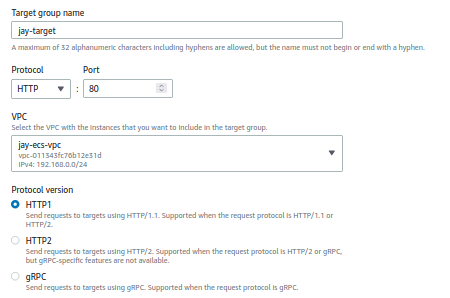 Target group name
jay-target
A maximum of 32 alphanumeric characters including hyphens are allowed, but the name must not begin or end with a hyphen.
Protocol Port
HTTP : 80
VPC
Select the VPC with the instances that you want to include in the target group.
jay-ecs-vpc
vpc-011343fc76b12e31d
IPv4: 192.168.0.0/24
Protocol version
HTTP1
Send requests to targets using HTTP/1.1. Supported when the request protocol is HTTP/1.1 or
HTTP/2.
HTTP2
Send requests to targets using HTTP/2. Supported when the request protocol is HTTP/2 or gRPC,
but gRPC-specific features are not available.
gRPC
Send requests to targets using gRPC. Supported when the request protocol is gRPC.